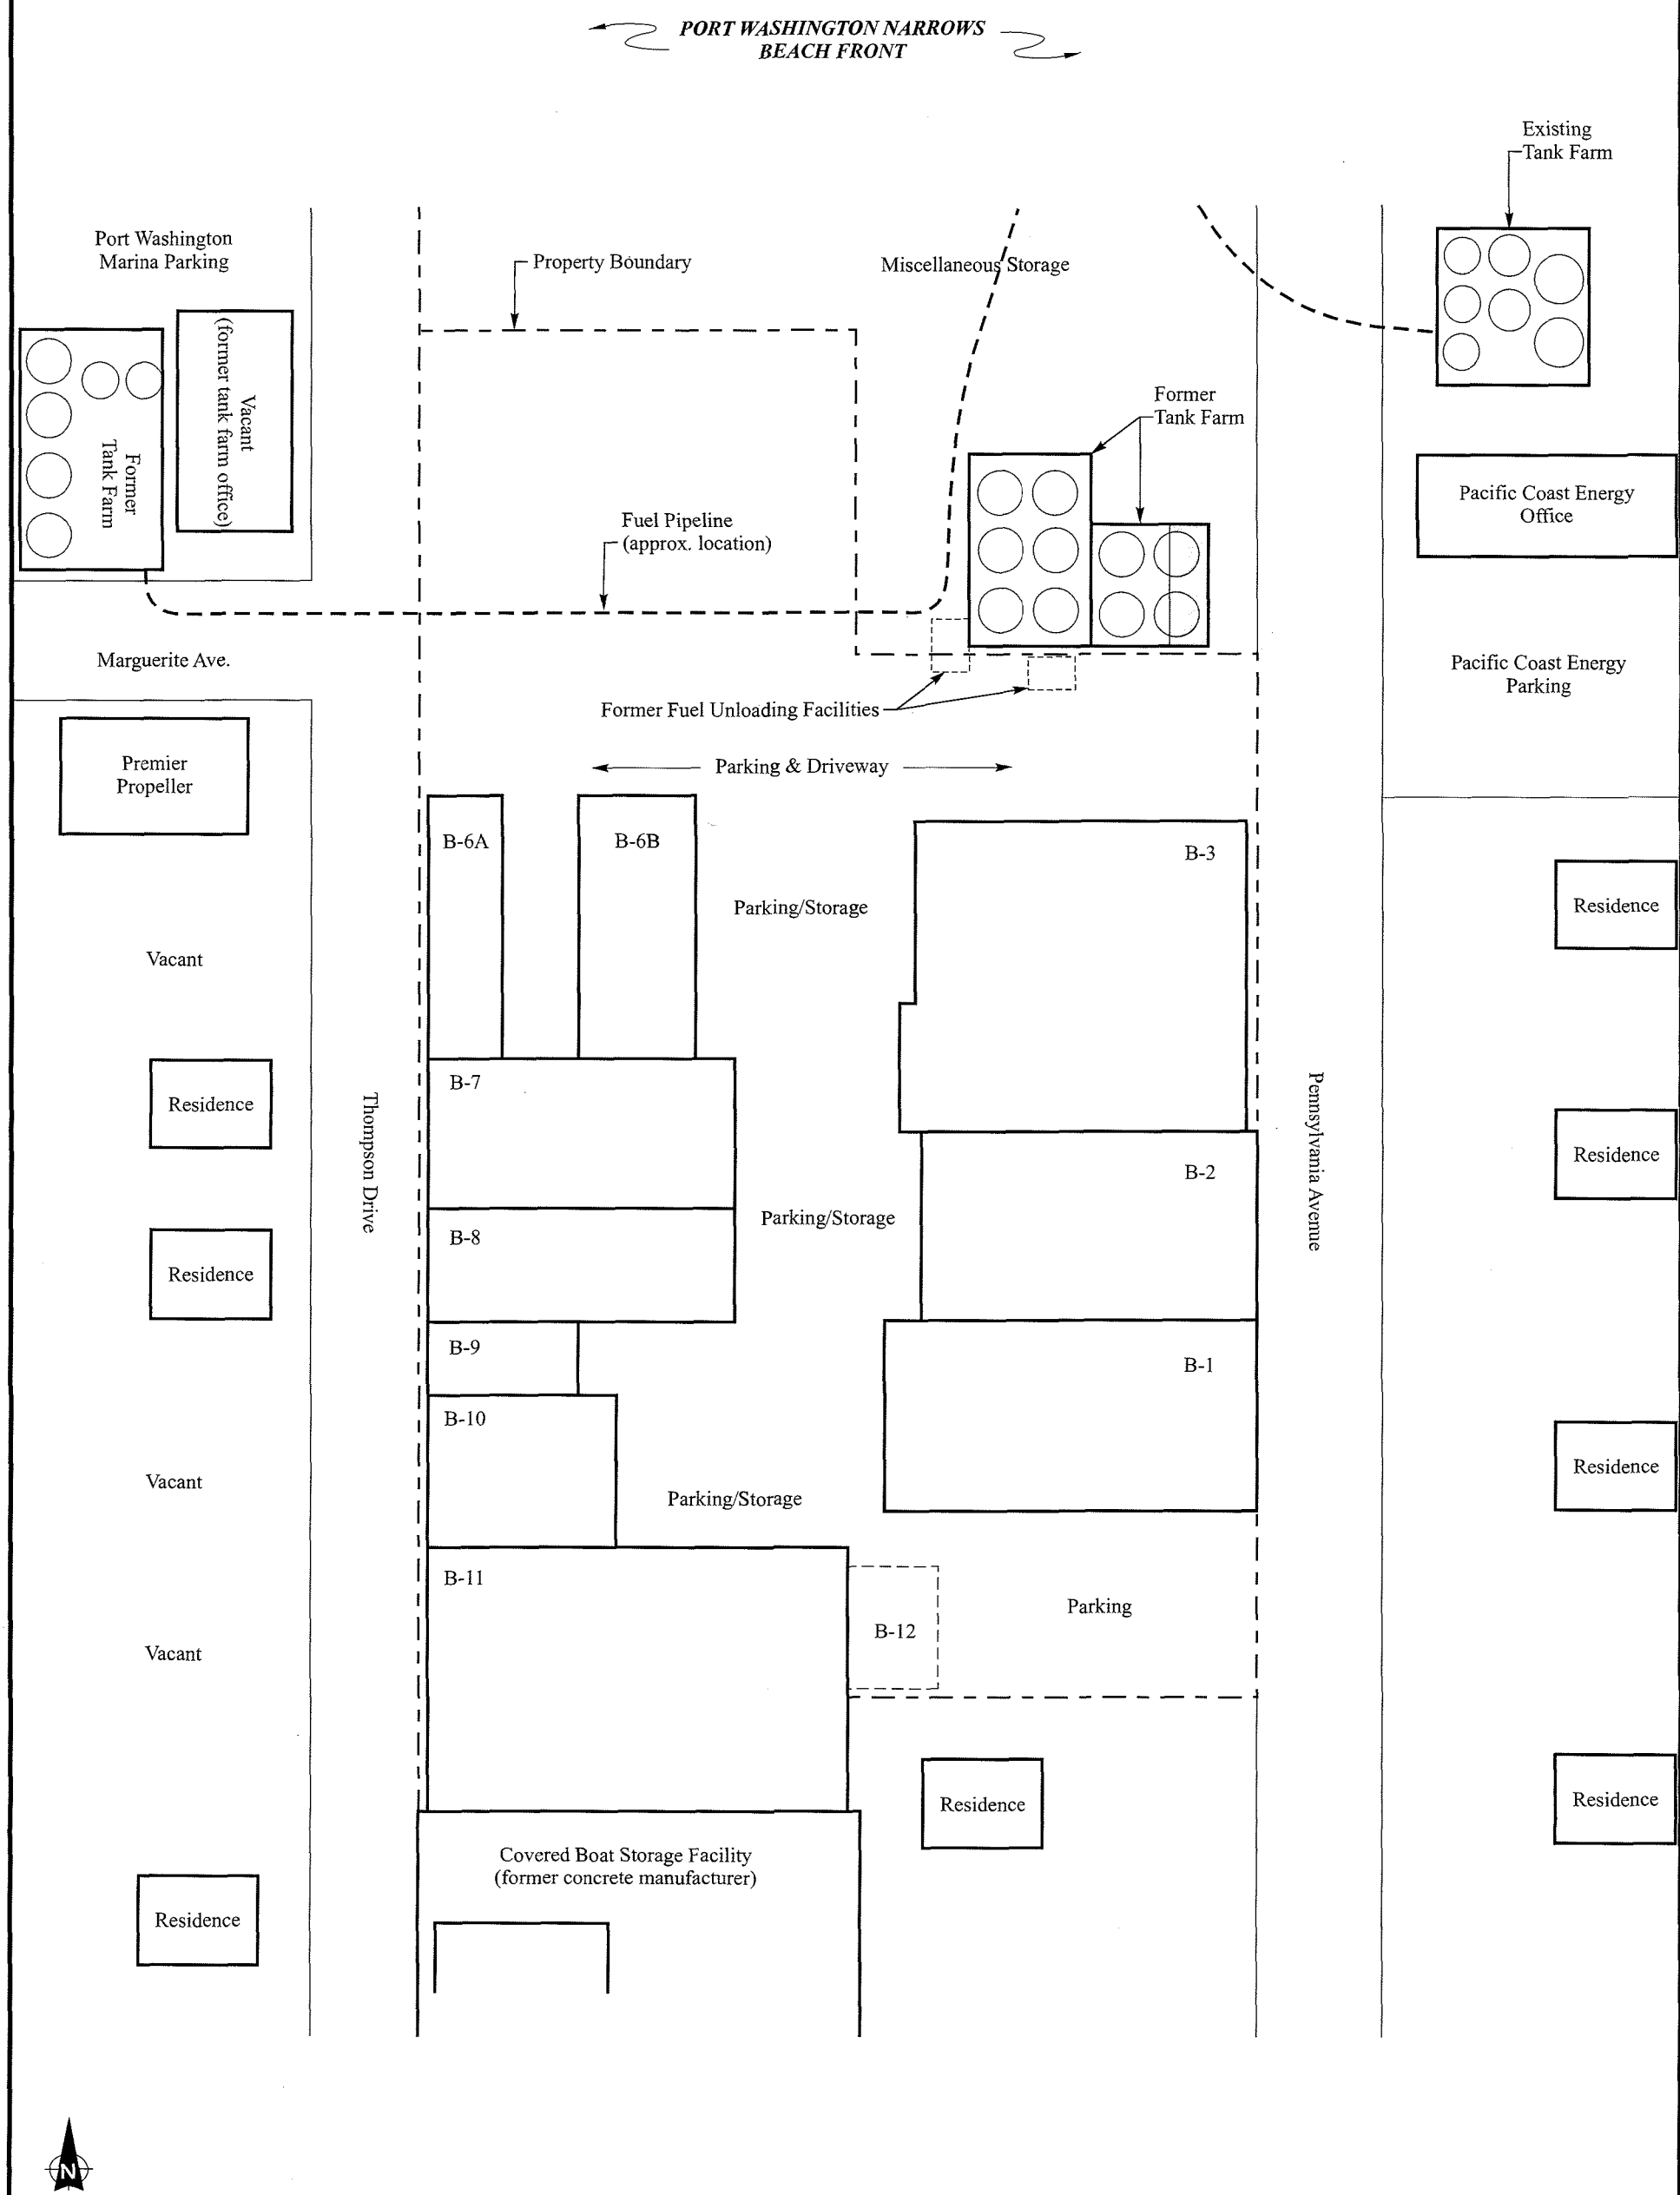 PORT WASHINGTON NARROWS
BEACH FRONT
Existing
Tank Farm
Port Washington
Marina Parking
Property Boundary
Miscellaneous Storage
Vacant
(former tank farm office)
Former
Tank Farm
Former
Tank Farm
Pacific Coast Energy
Office
Fuel Pipeline
(approx. location)
Marguerite Ave.
Pacific Coast Energy
Parking
Former Fuel Unloading Facilities
Premier
Propeller
Parking & Driveway
B-6A
B-6B
B-3
Parking/Storage
Residence
Vacant
B-7
Residence
Thompson Drive
Pennsylvania Avenue
B-2
Residence
Parking/Storage
B-8
Residence
B-9
B-1
B-10
Residence
Vacant
Parking/Storage
B-11
Parking
B-12
Vacant
Residence
Residence
Covered Boat Storage Facility
(former concrete manufacturer)
Residence
N